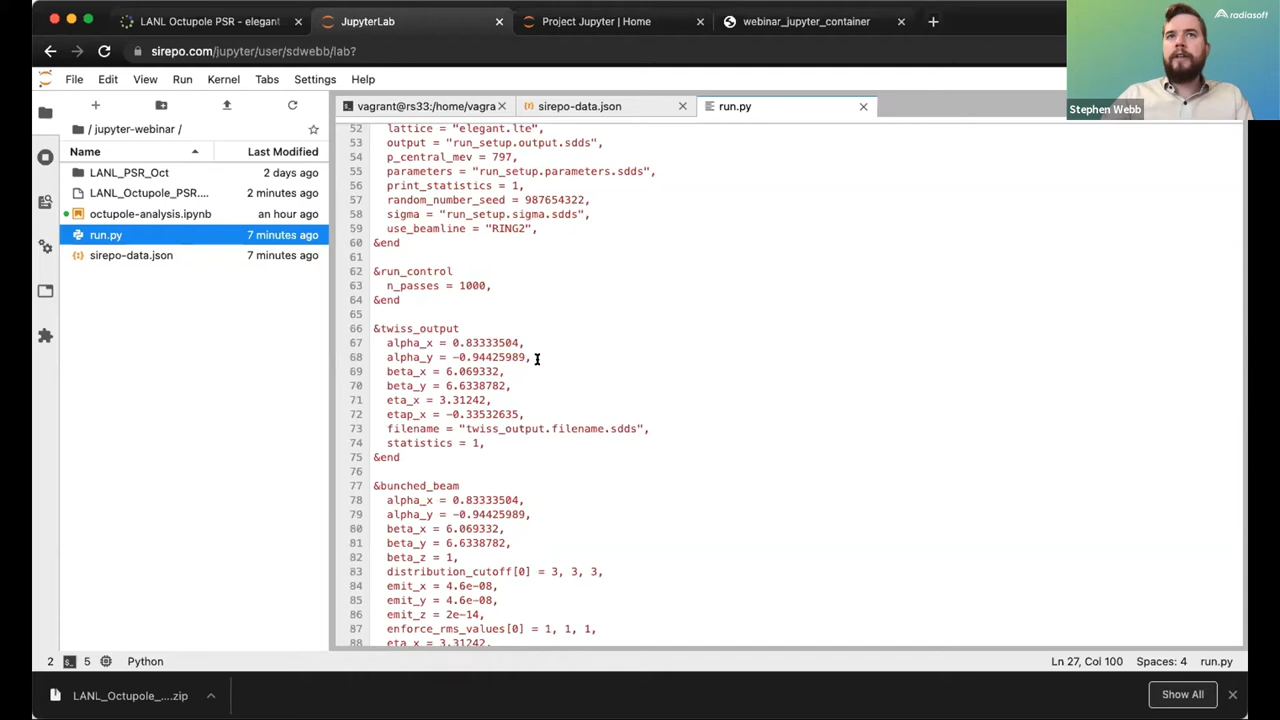 LANL Octupole PSR - elegant
JupyterLab
Project Jupyter | Home
webinar_jupyter_container
radiasoft
sirepo.com/jupyter/user/sdwebb/lab?
Stephen Webb
File Edit View Run Kernel Tabs Settings Help
vagrant@rs33:/home/vagra
sirepo-data.json
run.py
/ jupyter-webinar /
Name Last Modified
LANL_PSR_Oct 2 days ago
LANL_Octupole_PSR.... 2 minutes ago
octupole-analysis.ipynb an hour ago
run.py 7 minutes ago
sirepo-data.json 7 minutes ago
52 lattice = "elegant.lte",
53 output = "run_setup.output.sdds",
54 p_central_mev = 797,
55 parameters = "run_setup.parameters.sdds",
56 print_statistics = 1,
57 random_number_seed = 987654322,
58 sigma = "run_setup.sigma.sdds",
59 use_beamline = "RING2",
60 &end
61
62 &run_control
63 n_passes = 1000,
64 &end
65
66 &twiss_output
67 alpha_x = 0.83333504,
68 alpha_y = -0.94425989,
69 beta_x = 6.069332,
70 beta_y = 6.6338782,
71 eta_x = 3.31242,
72 etap_x = -0.33532635,
73 filename = "twiss_output.filename.sdds",
74 statistics = 1,
75 &end
76
77 &bunched_beam
78 alpha_x = 0.83333504,
79 alpha_y = -0.94425989,
80 beta_x = 6.069332,
81 beta_y = 6.6338782,
82 beta_z = 1,
83 distribution_cutoff[0] = 3, 3, 3,
84 emit_x = 4.6e-08,
85 emit_y = 4.6e-08,
86 emit_z = 2e-14,
87 enforce_rms_values[0] = 1, 1, 1,
88 eta_x = 3.31242,
2 5 Python Ln 27, Col 100 Spaces: 4 run.py
LANL_Octupole_....zip
Show All